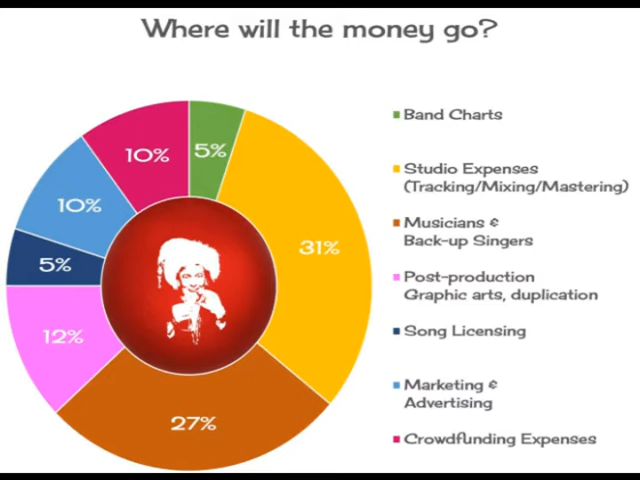 Where will the money go?
5%
31%
27%
12%
5%
10%
10%
Band Charts
Studio Expenses
(Tracking/Mixing/Mastering)
Musicians &
Back-up Singers
Post-production
Graphic arts, duplication
Song Licensing
Marketing &
Advertising
Crowdfunding Expenses